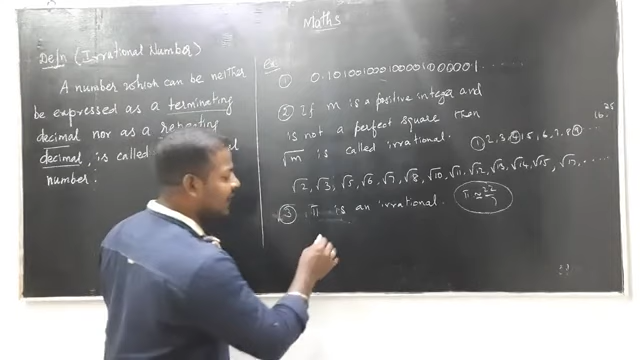 Maths
Defn (Irrational Number)
A number which can be neither
be expressed as a terminating
decimal nor as a repeating
decimal, is called
number.
Ex
① 0.1010010001000010000001 ........
② If m is a positive integer and
is not a perfect square then
√m is called irrational. ① 2, 3, ④ 5, 6, 7, 8 ⑨ ... 16 .. 25
√2, √3, √5, √6, √7, √8, √10, √11, √12, √13, √14, √15, √17, .....
③ π is an irrational. π ≈ 22/7